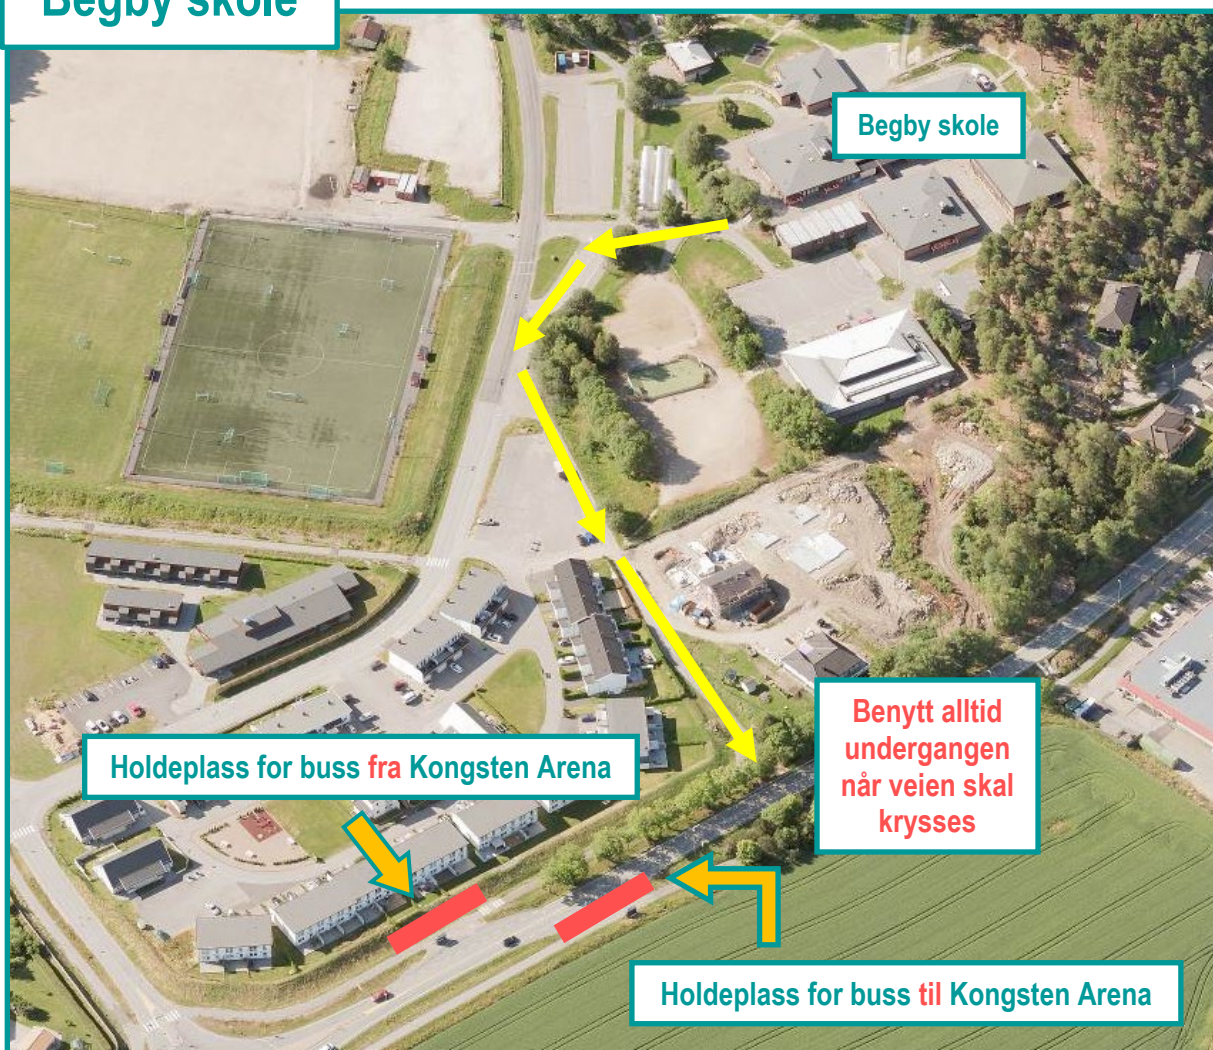 Begby skole
Begby skole
Benytt alltid
undergangen
når veien skal
krysses
Holdeplass for buss fra Kongsten Arena
Holdeplass for buss til Kongsten Arena